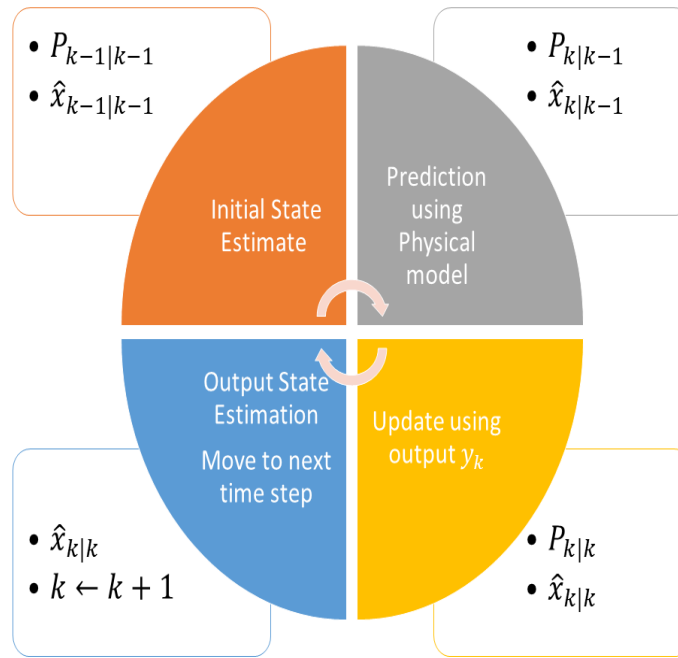 • P_{k−1|k−1}
• x̂_{k−1|k−1}
Initial State
Estimate
• P_{k|k−1}
• x̂_{k|k−1}
Prediction
using
Physical
model
Update using
output y_k
• P_{k|k}
• x̂_{k|k}
Output State
Estimation
Move to next
time step
• x̂_{k|k}
• k ← k + 1